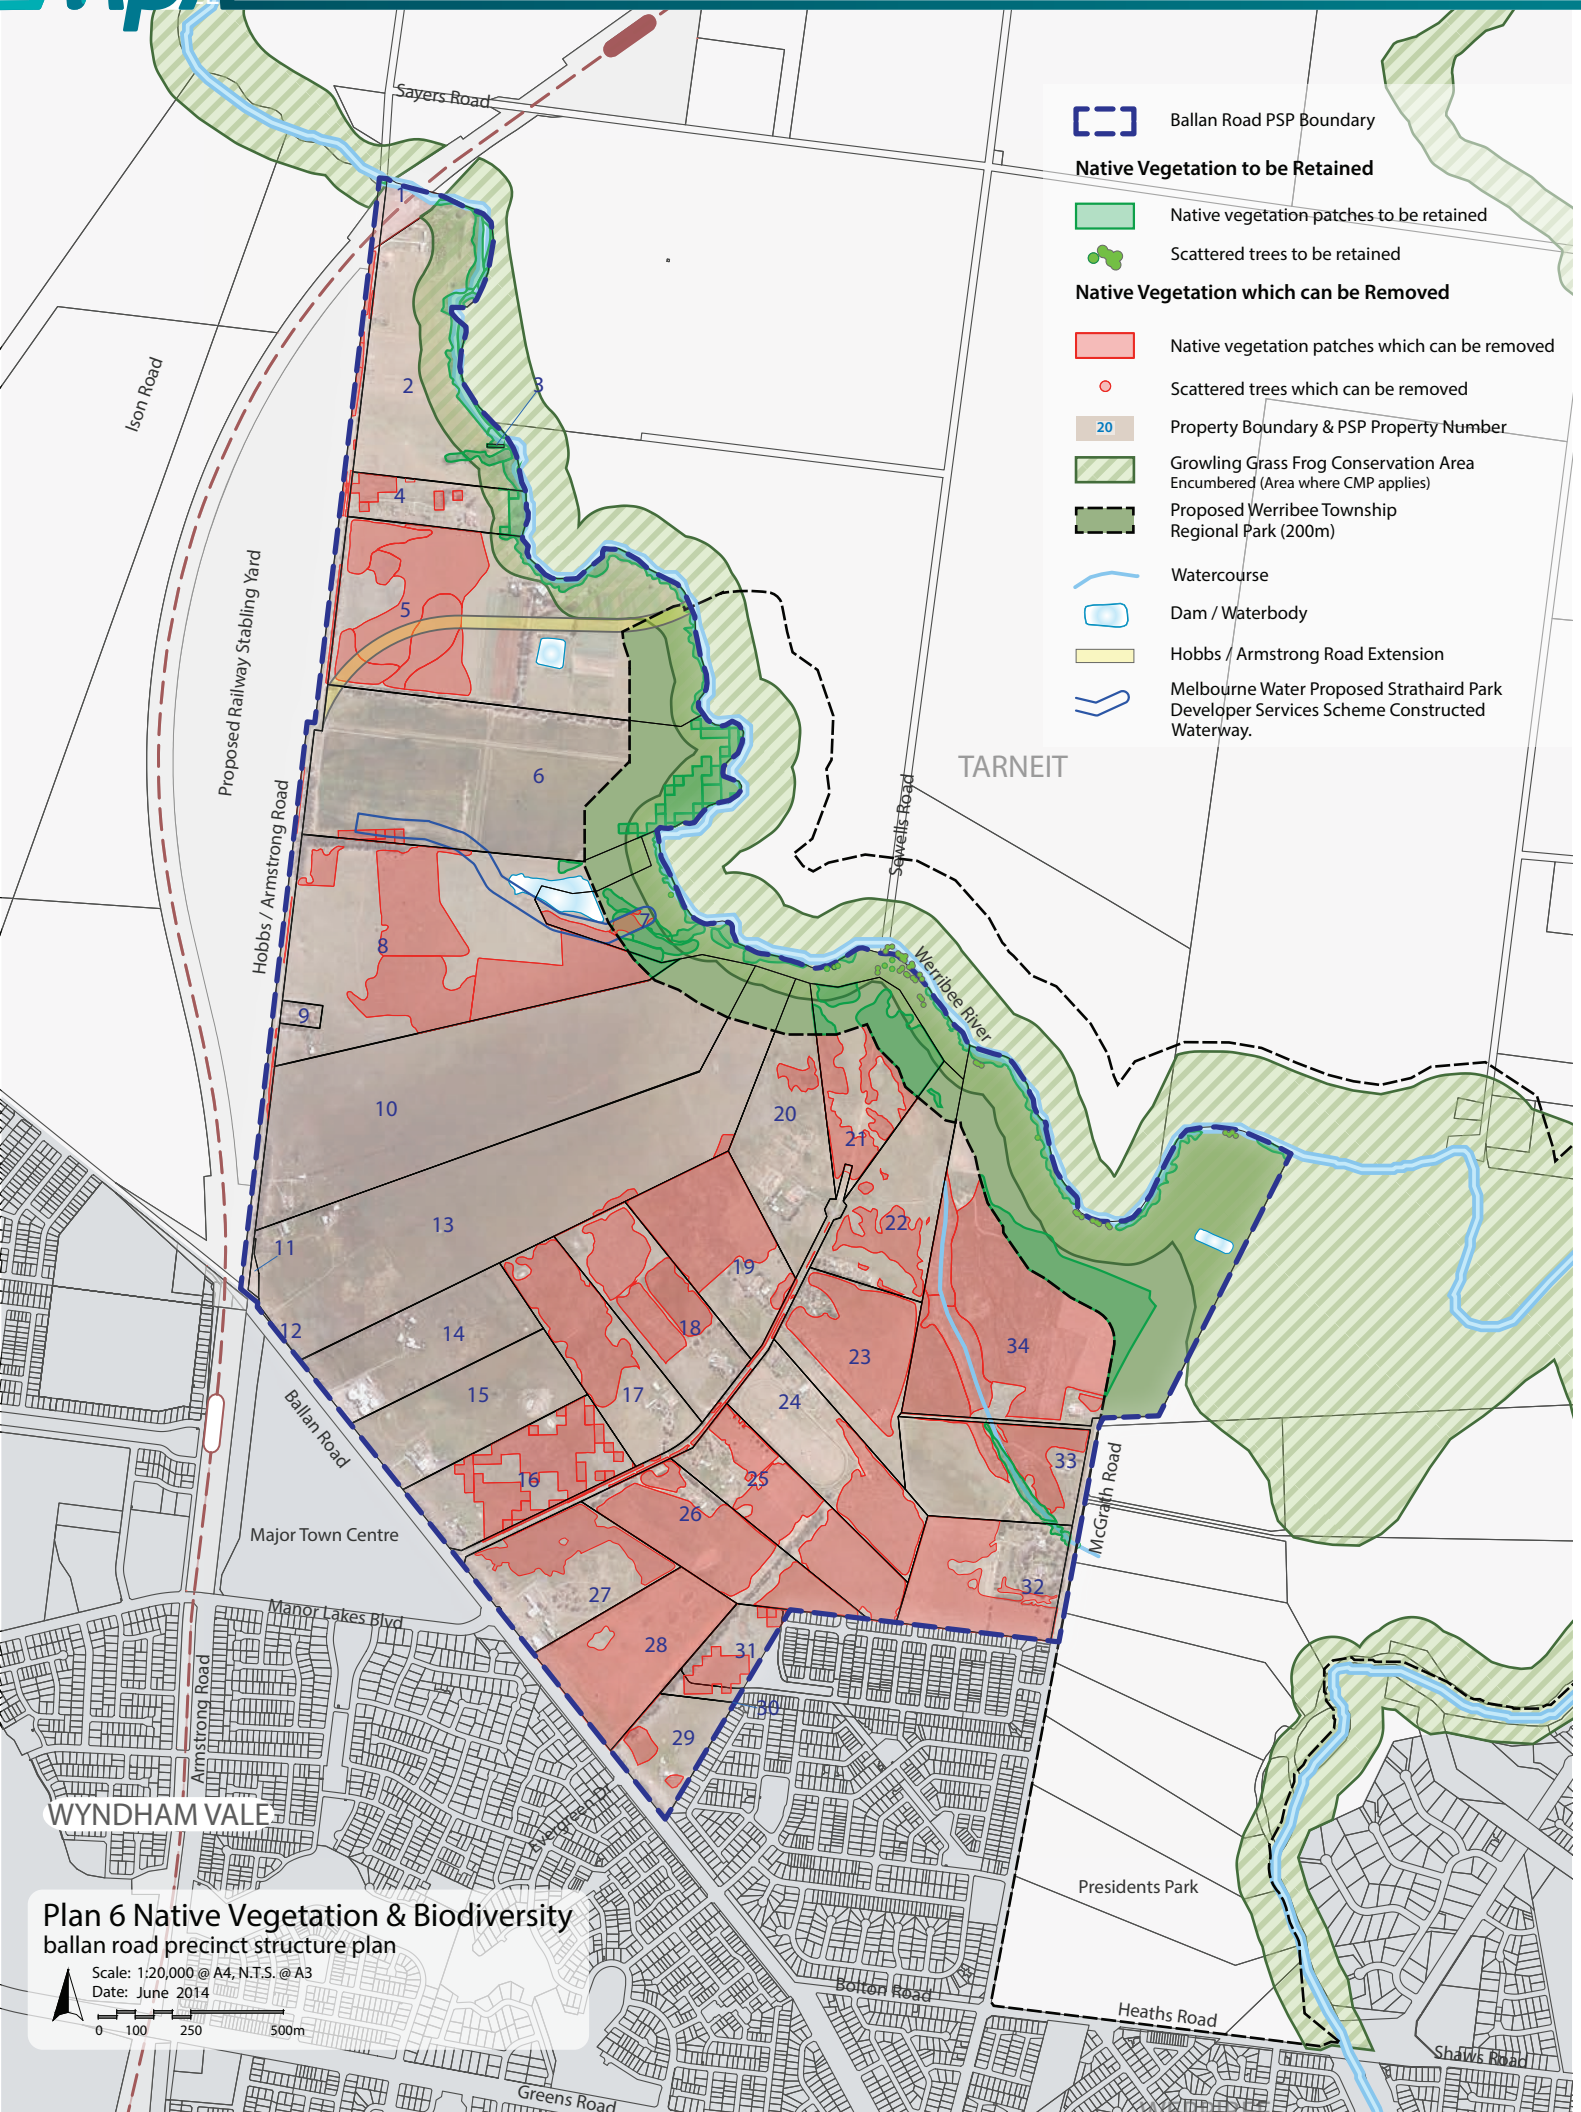 Sayers Road
Ballan Road PSP Boundary
Native Vegetation to be Retained
Native vegetation patches to be retained
Scattered trees to be retained
Native Vegetation which can be Removed
Native vegetation patches which can be removed
Scattered trees which can be removed
20
Property Boundary & PSP Property Number
Growling Grass Frog Conservation Area
Encumbered (Area where CMP applies)
Proposed Werribee Township
Regional Park (200m)
Watercourse
Dam / Waterbody
Hobbs / Armstrong Road Extension
Melbourne Water Proposed Strathaird Park
Developer Services Scheme Constructed
Waterway.
1
2
3
Ison Road
4
5
Proposed Railway Stabling Yard
6
TARNEIT
Sewells Road
Hobbs / Armstrong Road
7
8
Werribee River
9
10
20
21
13
22
11
19
12
14
18
34
23
15
17
24
Ballan Road
16
25
33
McGrath Road
26
Major Town Centre
27
32
Manor Lakes Blvd
28
31
30
29
Armstrong Road
Evergreen Dr
WYNDHAM VALE
Presidents Park
Plan 6 Native Vegetation & Biodiversity
ballan road precinct structure plan
Scale: 1:20,000 @ A4, N.T.S. @ A3
Date: June 2014
0 100 250 500m
Bolton Road
Heaths Road
Shaws Road
Greens Road